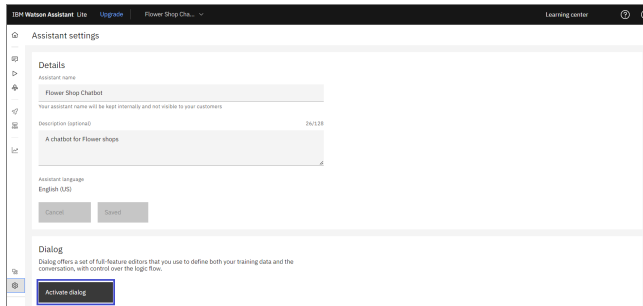 IBM Watson Assistant Lite Upgrade Flower Shop Cha... Learning center
Assistant settings
Details
Assistant name
Flower Shop Chatbot
Your assistant name will be kept internally and not visible to your customers
Description (optional) 26/128
A chatbot for Flower shops
Assistant language
English (US)
Cancel Saved
Dialog
Dialog offers a set of full-feature editors that you use to define both your training data and the
conversation, with control over the logic flow.
Activate dialog